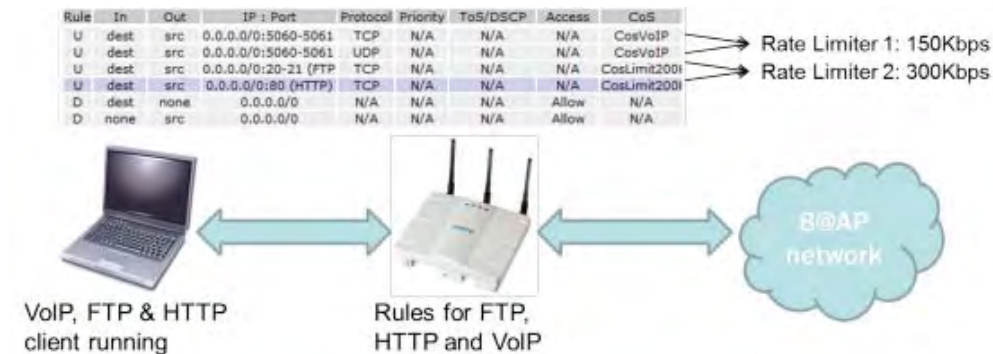 Rule In Out IP : Port Protocol Priority ToS/DSCP Access CoS
U dest src 0.0.0.0/0:5060-5061 TCP N/A N/A N/A CosVoIP
U dest src 0.0.0.0/0:5060-5061 UDP N/A N/A N/A CosVoIP
U dest src 0.0.0.0/0:20-21 (FTP TCP N/A N/A N/A CosLimit200
U dest src 0.0.0.0/0:80 (HTTP) TCP N/A N/A N/A CosLimit200
D dest none 0.0.0.0/0 N/A N/A N/A Allow N/A
D none src 0.0.0.0/0 N/A N/A N/A Allow N/A
Rate Limiter 1: 150Kbps
Rate Limiter 2: 300Kbps
B@AP
network
VoIP, FTP & HTTP
client running
Rules for FTP,
HTTP and VoIP